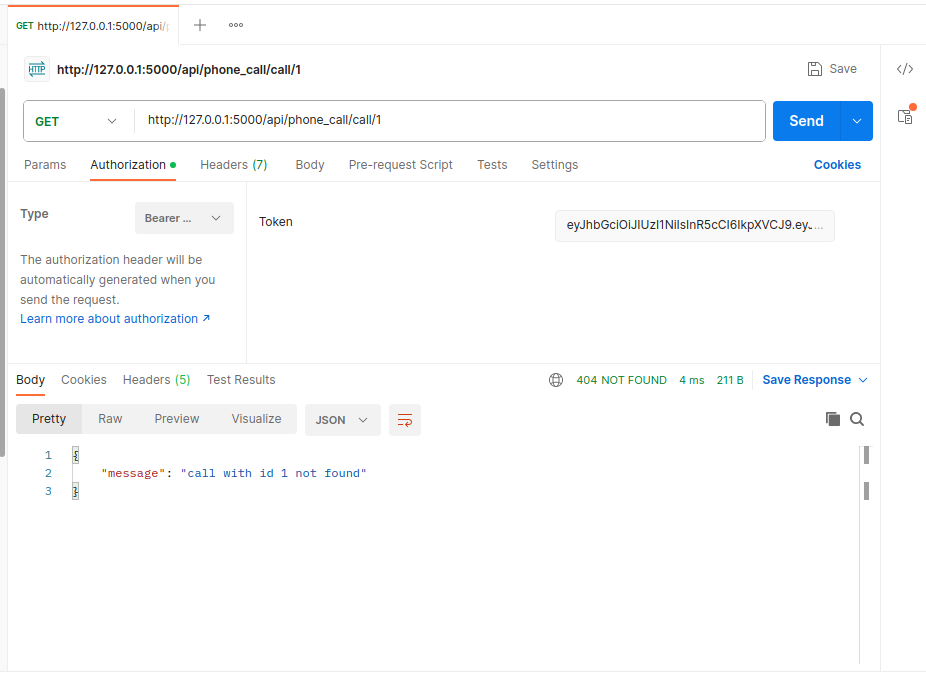 GET http://127.0.0.1:5000/api/
http://127.0.0.1:5000/api/phone_call/call/1
Save
GET http://127.0.0.1:5000/api/phone_call/call/1 Send
Params Authorization Headers (7) Body Pre-request Script Tests Settings Cookies
Type Bearer ... Token eyJhbGciOiJIUzI1NiIsInR5cCI6IkpXVCJ9.ey...
The authorization header will be
automatically generated when you
send the request.
Learn more about authorization ↗
Body Cookies Headers (5) Test Results 404 NOT FOUND 4 ms 211 B Save Response
Pretty Raw Preview Visualize JSON
1 {
2 "message": "call with id 1 not found"
3 }